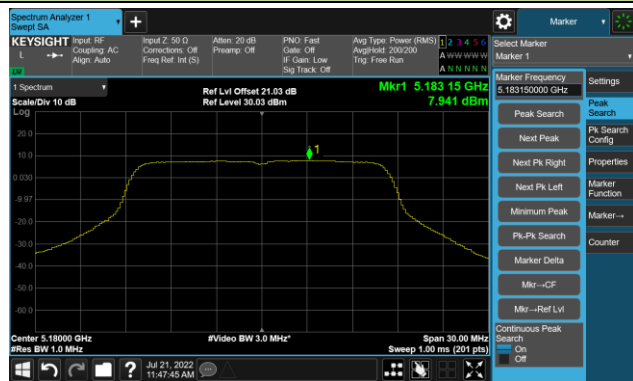 Spectrum Analyzer 1
Swept SA
Marker
KEYSIGHT
L
LXI
Input: RF
Coupling: AC
Align: Auto
Input Z: 50 Ω
Corrections: Off
Freq Ref: Int (S)
Atten: 20 dB
Preamp: Off
PNO: Fast
Gate: Off
IF Gain: Low
Sig Track: Off
Avg Type: Power (RMS)
Avg|Hold: 200/200
Trig: Free Run
1 2 3 4 5 6
A W W W W W
A N N N N N
Select Marker
Marker 1
1 Spectrum
Scale/Div 10 dB
Log
Ref Lvl Offset 21.03 dB
Ref Level 30.03 dBm
Mkr1 5.183 15 GHz
7.941 dBm
20.0
10.0
0.030
-9.97
-20.0
-30.0
-40.0
-50.0
-60.0
1
Center 5.18000 GHz
#Res BW 1.0 MHz
#Video BW 3.0 MHz*
Span 30.00 MHz
Sweep 1.00 ms (201 pts)
Marker Frequency
5.183150000 GHz
Peak Search
Next Peak
Next Pk Right
Next Pk Left
Minimum Peak
Pk-Pk Search
Marker Delta
Mkr→CF
Mkr→Ref Lvl
Continuous Peak
Search
On
Off
Settings
Peak
Search
Pk Search
Config
Properties
Marker
Function
Marker→
Counter
Jul 21, 2022
11:47:45 AM